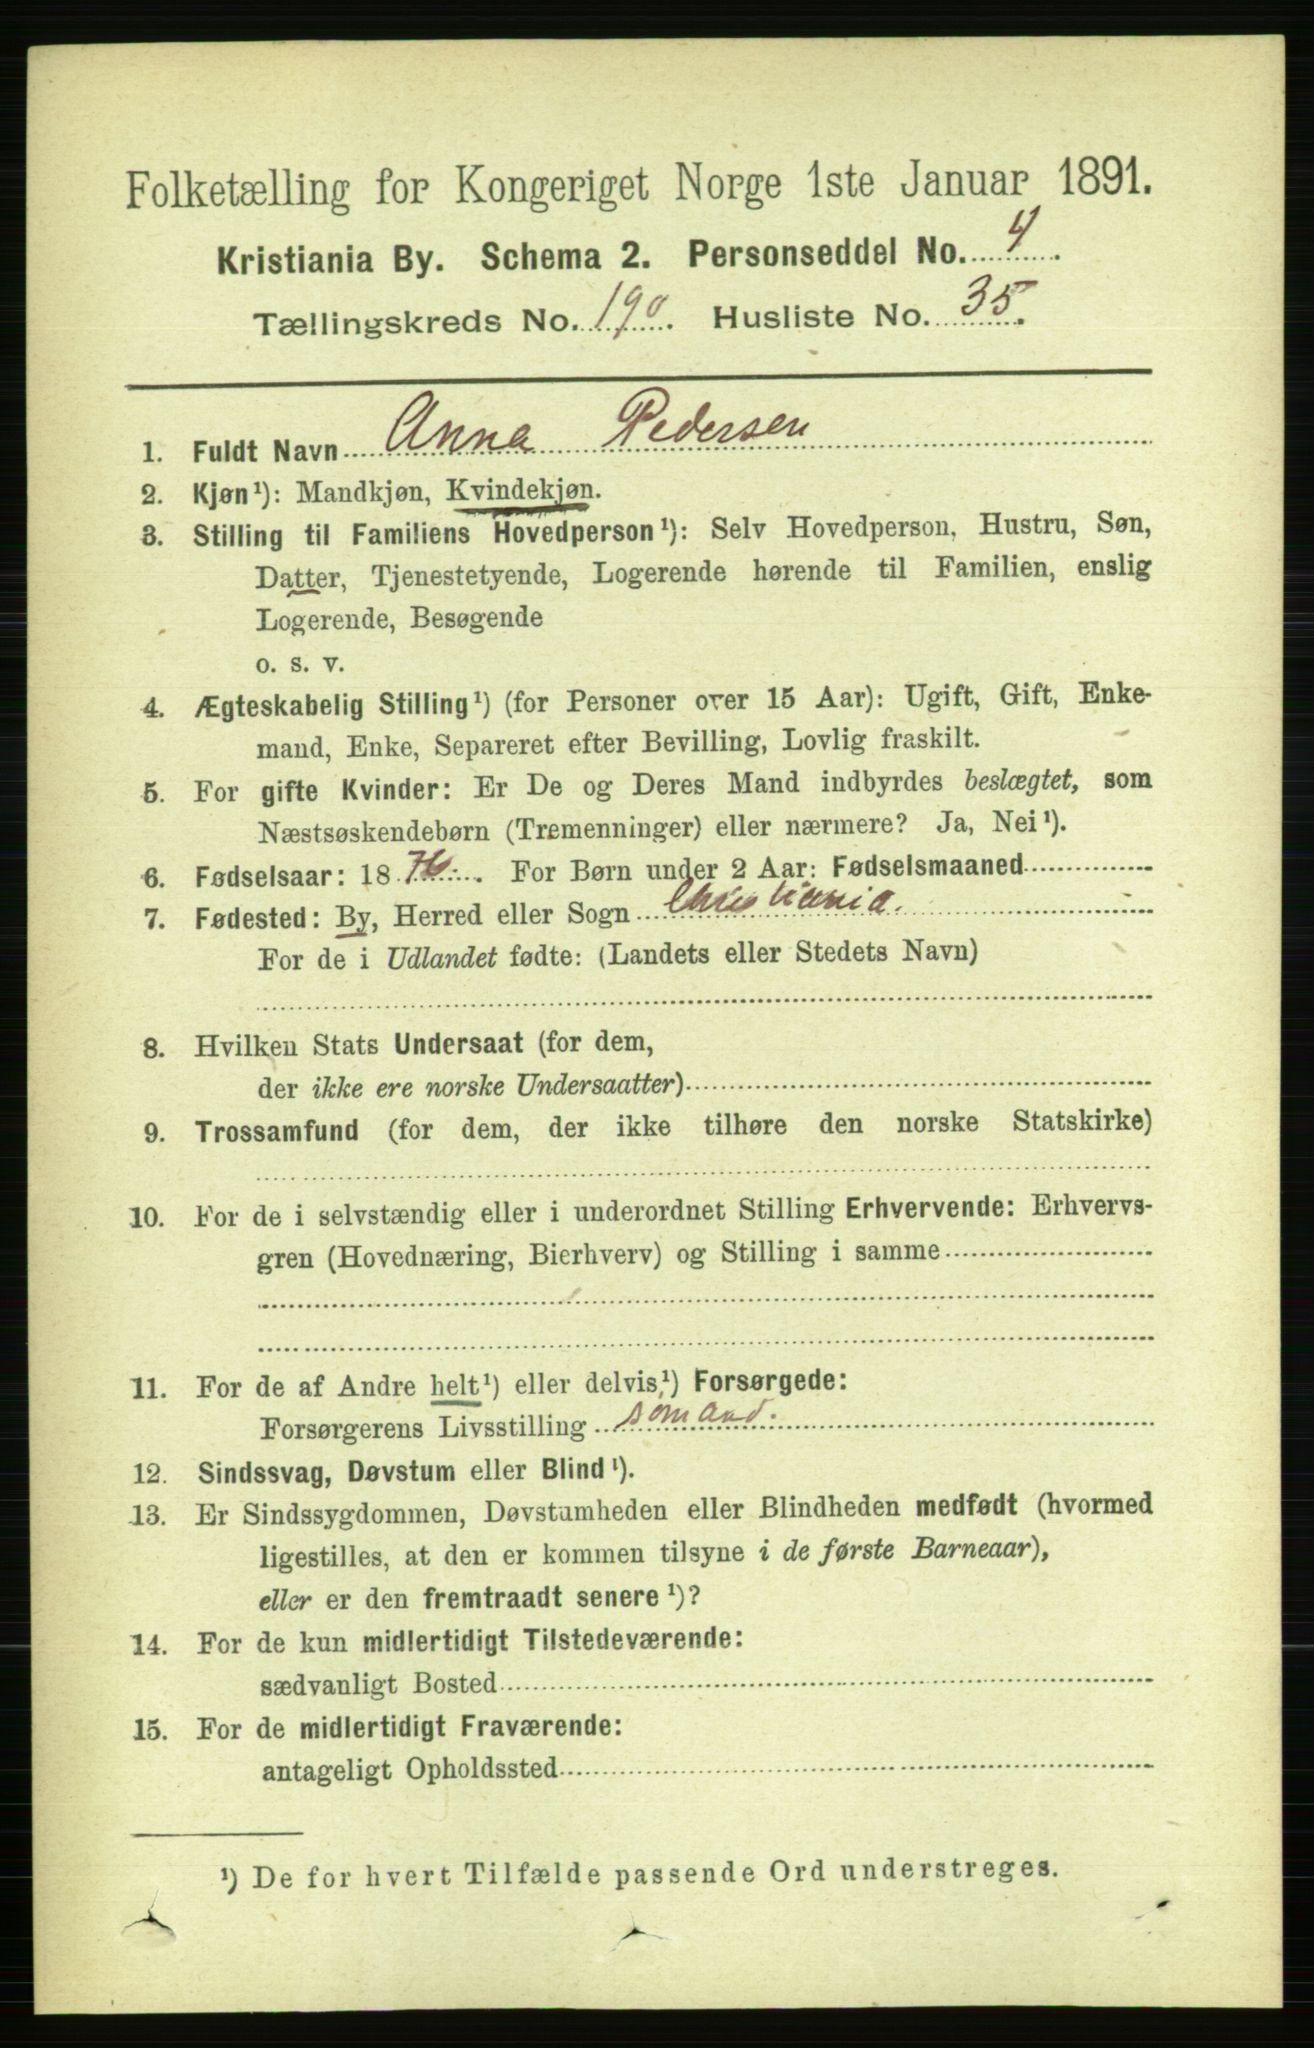 Folketælling for Kongeriget Norge 1ste Januar 1891.
Kristiania By. Schema 2. Personseddel No. 4.
Tællingskreds No. 190. Husliste No. 35.
1. Fuldt Navn Anna Pedersen
2. Kjøn¹): Mandkjøn, Kvindekjøn.
3. Stilling til Familiens Hovedperson¹): Selv Hovedperson, Hustru, Søn,
Datter, Tjenestetyende, Logerende hørende til Familien, enslig
Logerende, Besøgende
o. s. v.
4. Ægteskabelig Stilling¹) (for Personer over 15 Aar): Ugift, Gift, Enke-
mand, Enke, Separeret efter Bevilling, Lovlig fraskilt.
5. For gifte Kvinder: Er De og Deres Mand indbyrdes beslægtet, som
Næstsøskendebørn (Tremenninger) eller nærmere? Ja, Nei¹).
6. Fødselsaar: 1876. For Børn under 2 Aar: Fødselsmaaned
7. Fødested: By, Herred eller Sogn Christiania.
For de i Udlandet fødte: (Landets eller Stedets Navn)
8. Hvilken Stats Undersaat (for dem,
der ikke ere norske Undersaatter)
9. Trossamfund (for dem, der ikke tilhøre den norske Statskirke)
10. For de i selvstændig eller i underordnet Stilling Erhvervende: Erhvervs-
gren (Hovednæring, Bierhverv) og Stilling i samme
11. For de af Andre helt¹) eller delvis,¹) Forsørgede:
Forsørgerens Livsstilling sömand.
12. Sindssvag, Døvstum eller Blind¹).
13. Er Sindssygdommen, Døvstumheden eller Blindheden medfødt (hvormed
ligestilles, at den er kommen tilsyne i de første Barneaar),
eller er den fremtraadt senere¹)?
14. For de kun midlertidigt Tilstedeværende:
sædvanligt Bosted
15. For de midlertidigt Fraværende:
antageligt Opholdssted
¹) De for hvert Tilfælde passende Ord understreges.